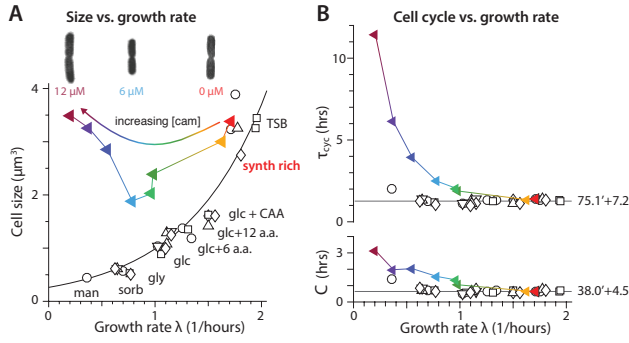 A
Size vs. growth rate
12 µM
6 µM
0 µM
increasing [cam]
TSB
synth rich
glc + CAA
glc+12 a.a.
glc+6 a.a.
glc
gly
sorb
man
Cell size (µm³)
4
3
2
1
0
0
1
2
Growth rate λ (1/hours)
B
Cell cycle vs. growth rate
τcyc (hrs)
10
5
0
75.1'+7.2
C (hrs)
3
0
38.0'+4.5
0
1
2
Growth rate λ (1/hours)